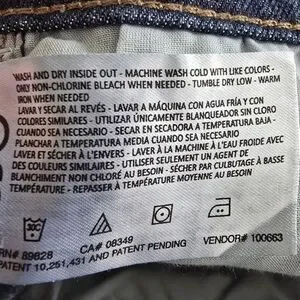 WASH AND DRY INSIDE OUT - MACHINE WASH COLD WITH LIKE COLORS -
ONLY NON-CHLORINE BLEACH WHEN NEEDED - TUMBLE DRY LOW - WARM
IRON WHEN NEEDED
LAVAR Y SECAR AL REVÉS - LAVAR A MÁQUINA CON AGUA FRÍA Y CON
COLORES SIMILARES - UTILIZAR ÚNICAMENTE BLANQUEADOR SIN CLORO
CUANDO SEA NECESARIO - SECAR EN SECADORA A TEMPERATURA BAJA -
PLANCHAR A TEMPERATURA MEDIA CUANDO SEA NECESARIO
LAVER ET SÉCHER À L'ENVERS - LAVER À LA MACHINE À L'EAU FROIDE AVEC
DES COULEURS SIMILAIRES - UTILISER SEULEMENT UN AGENT DE
BLANCHIMENT NON CHLORÉ AU BESOIN - SÉCHER PAR CULBUTAGE À BASSE
TEMPÉRATURE - REPASSER À TEMPÉRATURE MOYENNE AU BESOIN
30C
RN# 89828 CA# 08349 VENDOR# 100663
PATENT 10,251,431 AND PATENT PENDING